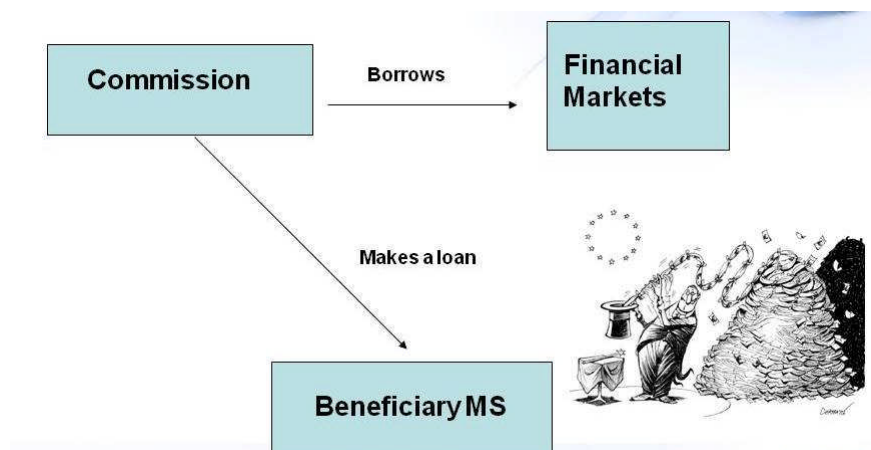 Commission
Borrows
Financial
Markets
Makes a loan
Beneficiary MS